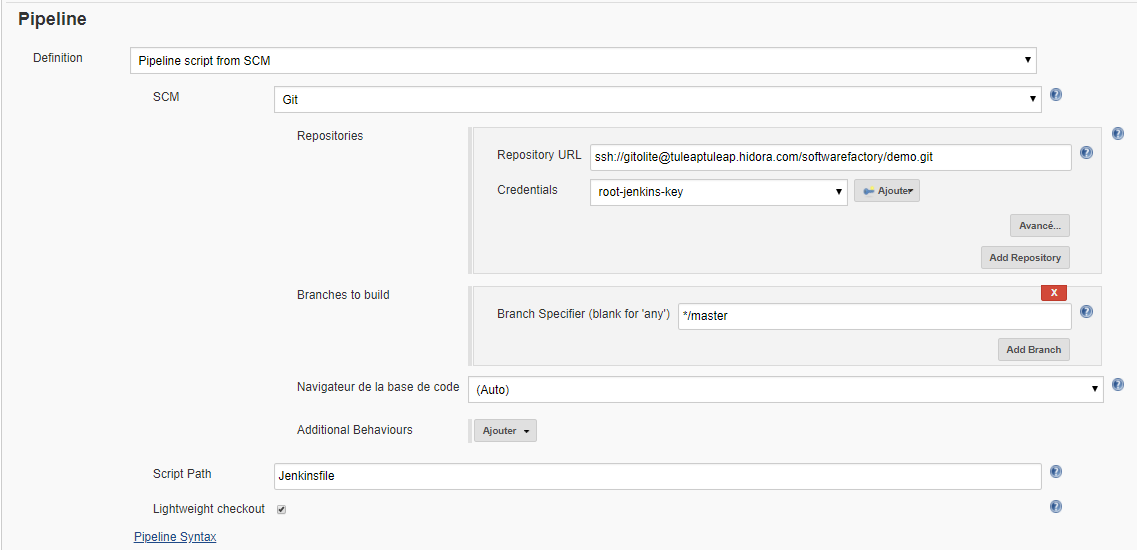 Pipeline
Definition
Pipeline script from SCM
SCM
Git
Repositories
Repository URL
ssh://gitolite@tuleaptuleap.hidora.com/softwarefactory/demo.git
Credentials
root-jenkins-key
Ajouter
Avancé...
Add Repository
Branches to build
X
Branch Specifier (blank for 'any')
*/master
Add Branch
Navigateur de la base de code
(Auto)
Additional Behaviours
Ajouter
Script Path
Jenkinsfile
Lightweight checkout
Pipeline Syntax